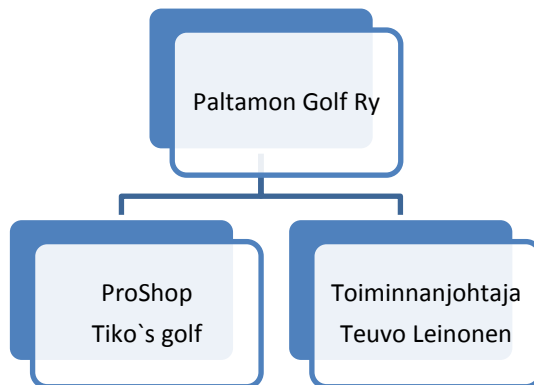 Paltamon Golf Ry
ProShop
Tiko`s golf
Toiminnanjohtaja
Teuvo Leinonen